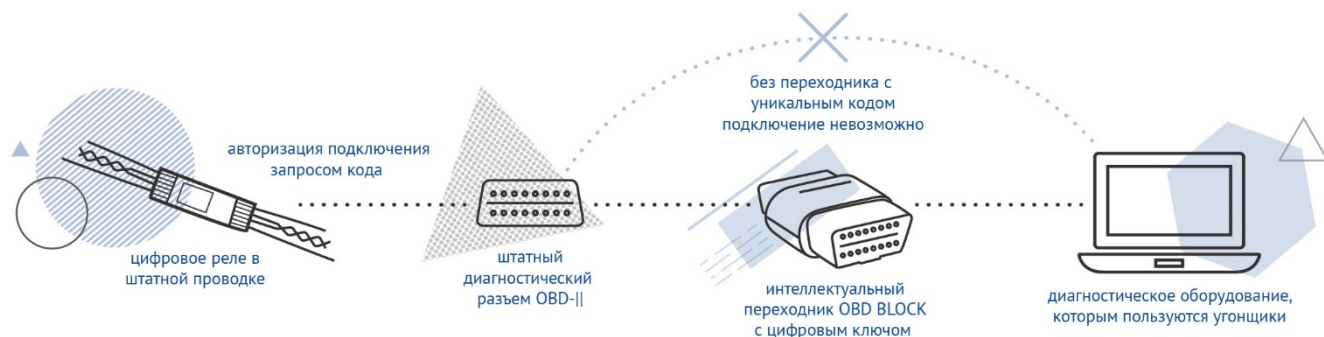 авторизация подключения
запросом кода
цифровое реле в
штатной проводке
штатный
диагностический
разъем OBD-||
без переходника с
уникальным кодом
подключение невозможно
интеллектуальный
переходник OBD BLOCK
с цифровым ключом
диагностическое оборудование,
которым пользуются угонщики